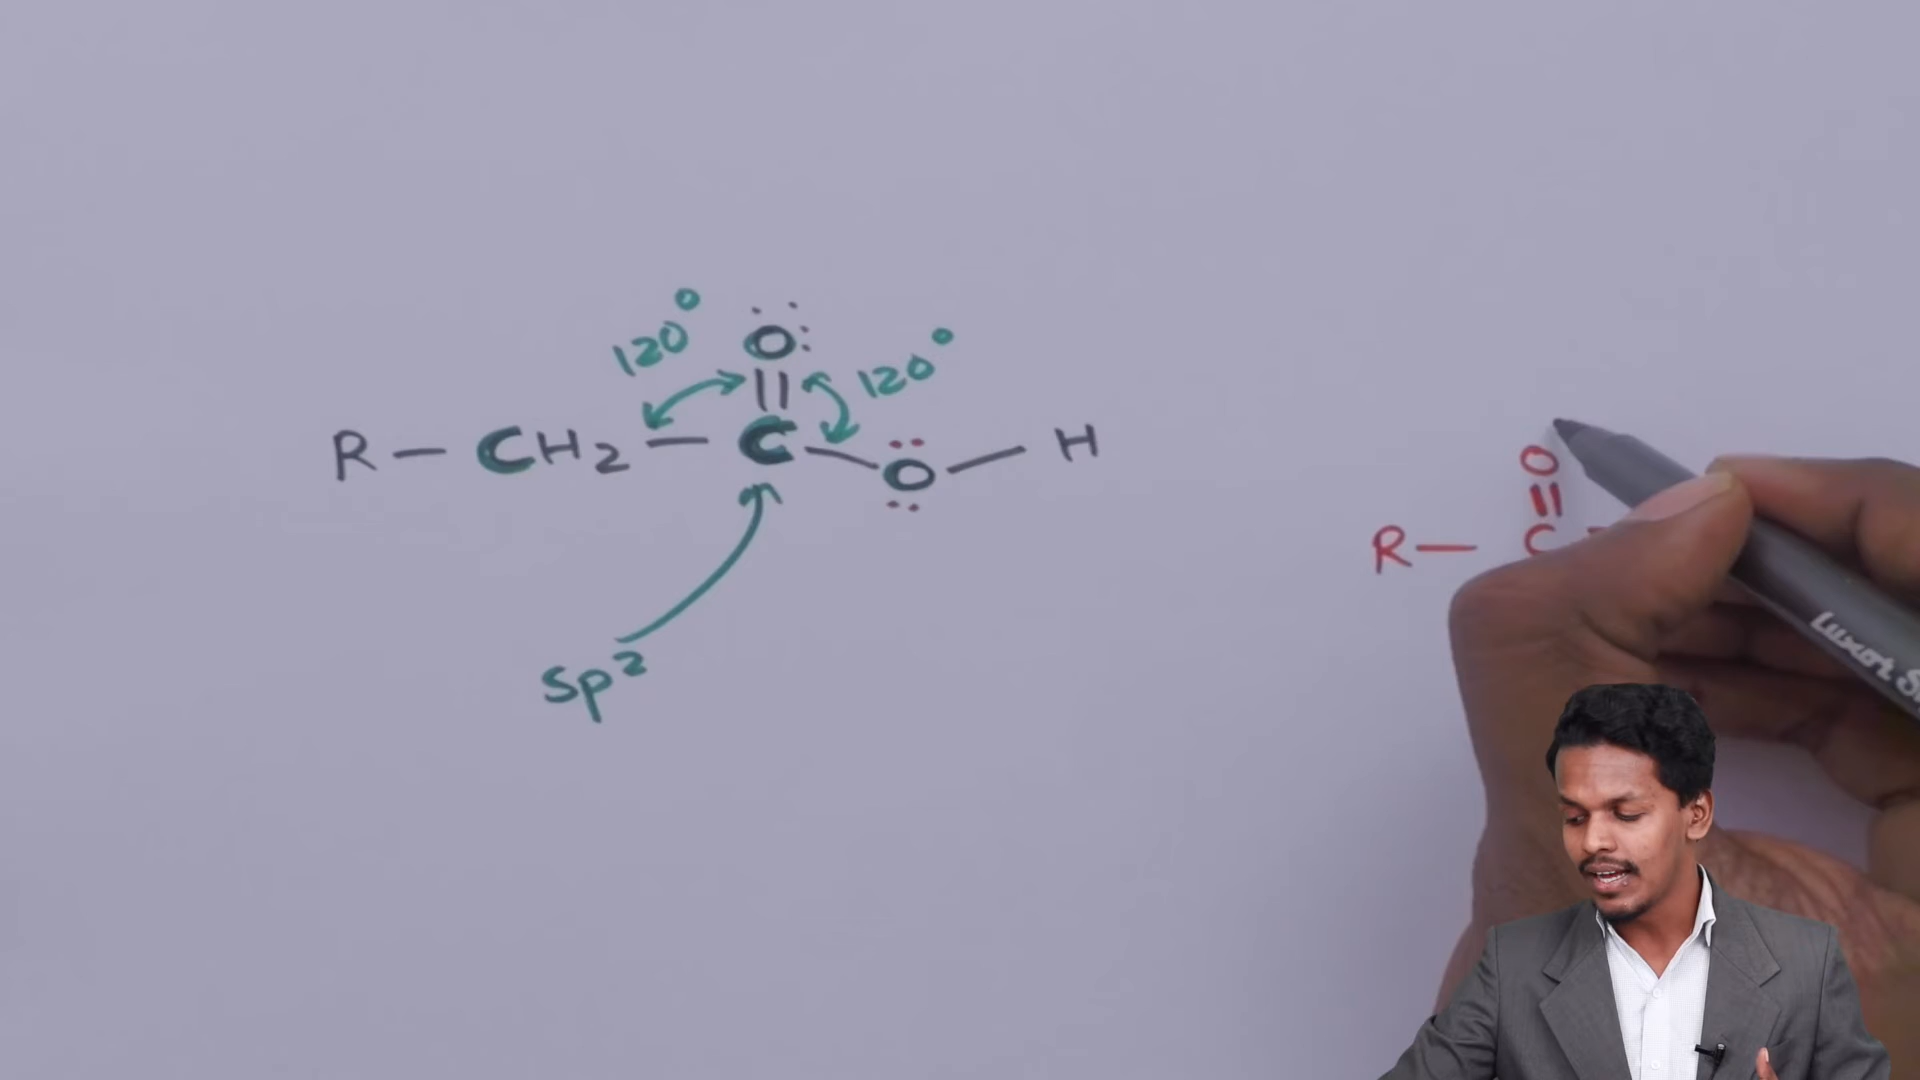 120°
O
120°
||
R — CH2 — C — O — H
sp²
O
||
R — C
Luxor